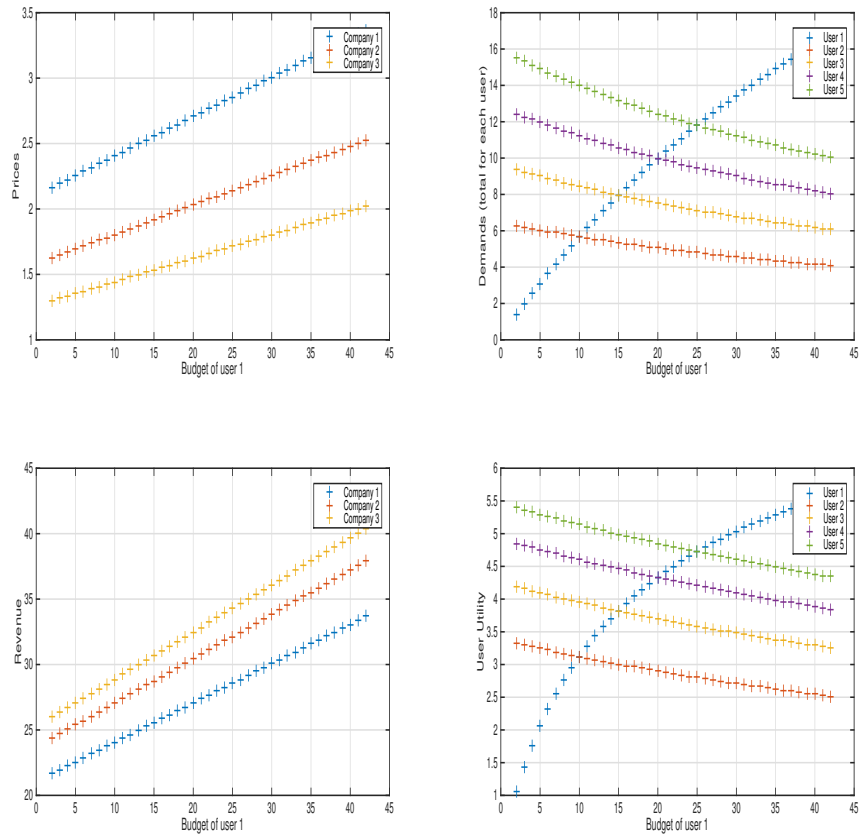 3.5
3
2.5
2
1.5
1
Prices
0 5 10 15 20 25 30 35 40 45
Budget of user 1
Company 1
Company 2
Company 3
18
16
14
12
10
8
6
4
2
0
Demands (total for each user)
0 5 10 15 20 25 30 35 40 45
Budget of user 1
User 1
User 2
User 3
User 4
User 5
45
40
35
30
25
20
Revenue
0 5 10 15 20 25 30 35 40 45
Budget of user 1
Company 1
Company 2
Company 3
6
5.5
5
4.5
4
3.5
3
2.5
2
1.5
1
User Utility
0 5 10 15 20 25 30 35 40 45
Budget of user 1
User 1
User 2
User 3
User 4
User 5